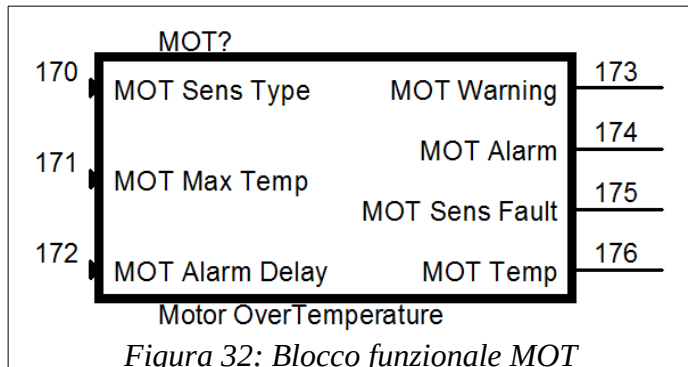 MOT?
170 MOT Sens Type MOT Warning 173
MOT Alarm 174
171 MOT Max Temp
MOT Sens Fault 175
172 MOT Alarm Delay MOT Temp 176
Motor OverTemperature
Figura 32: Blocco funzionale MOT